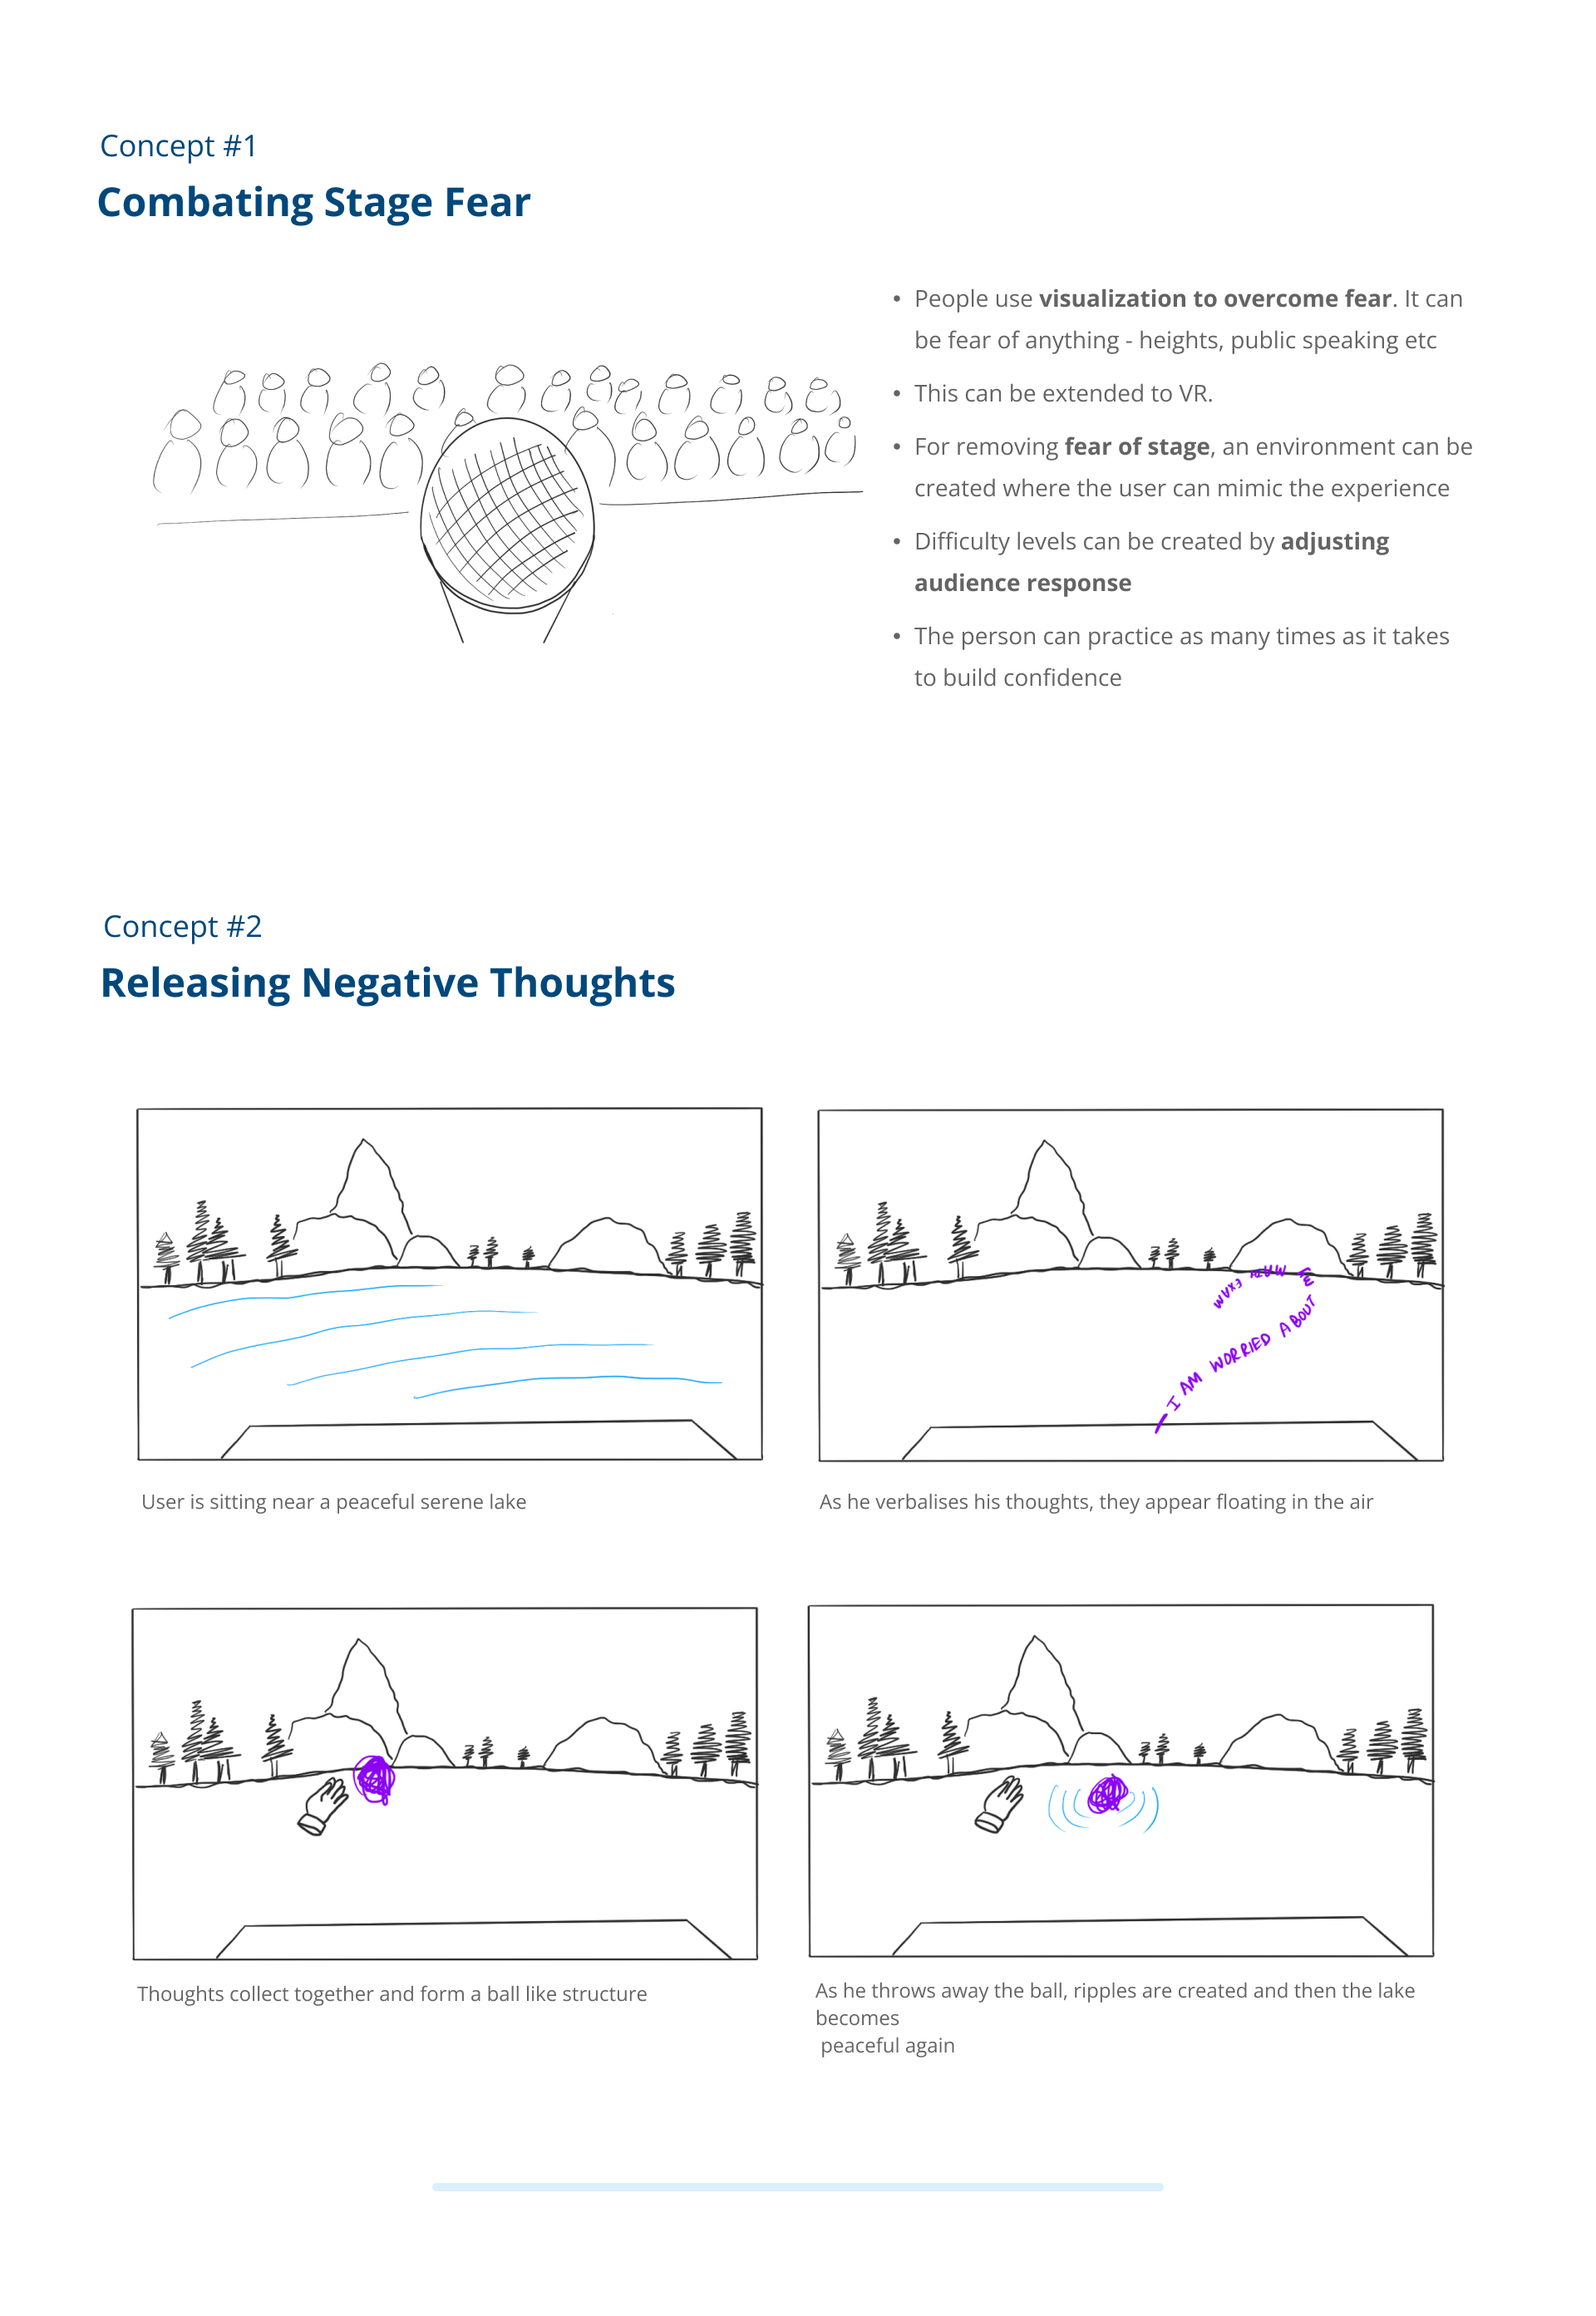 Concept #1
Combating Stage Fear
• People use visualization to overcome fear. It can
be fear of anything - heights, public speaking etc
• This can be extended to VR.
• For removing fear of stage, an environment can be
created where the user can mimic the experience
• Difficulty levels can be created by adjusting
audience response
• The person can practice as many times as it takes
to build confidence
Concept #2
Releasing Negative Thoughts
I AM WORRIED ABOUT
User is sitting near a peaceful serene lake
As he verbalises his thoughts, they appear floating in the air
Thoughts collect together and form a ball like structure
As he throws away the ball, ripples are created and then the lake
becomes
peaceful again